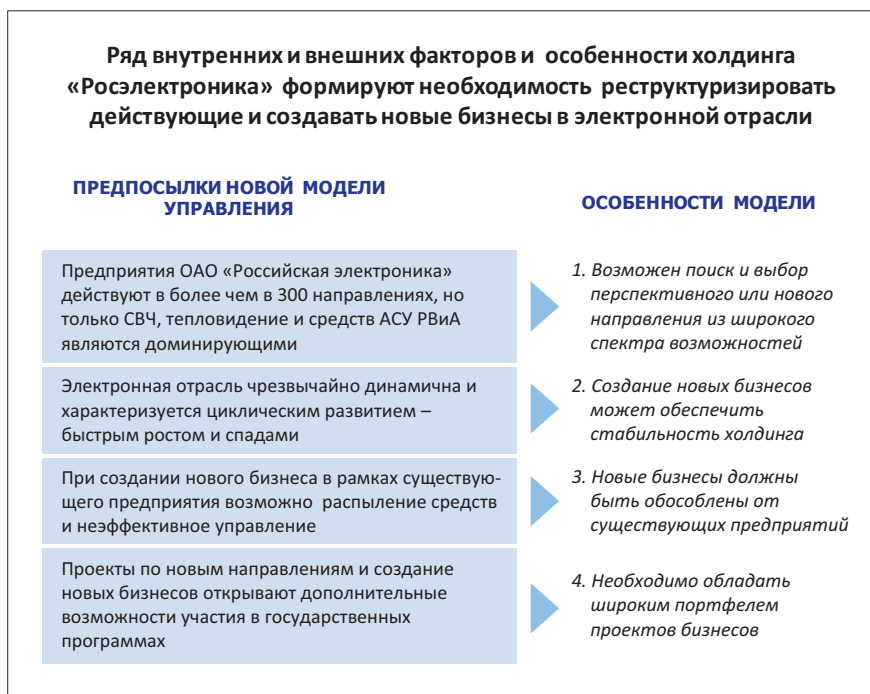 Ряд внутренних и внешних факторов и особенности холдинга
«Росэлектроника» формируют необходимость реструктуризировать
действующие и создавать новые бизнесы в электронной отрасли
ПРЕДПОСЫЛКИ НОВОЙ МОДЕЛИ
УПРАВЛЕНИЯ
ОСОБЕННОСТИ МОДЕЛИ
Предприятия ОАО «Российская электроника»
действуют в более чем в 300 направлениях, но
только СВЧ, тепловидение и средств АСУ РВиА
являются доминирующими
1. Возможен поиск и выбор
перспективного или нового
направления из широкого
спектра возможностей
Электронная отрасль чрезвычайно динамична и
характеризуется циклическим развитием –
быстрым ростом и спадами
2. Создание новых бизнесов
может обеспечить
стабильность холдинга
При создании нового бизнеса в рамках существую-
щего предприятия возможно распыление средств
и неэффективное управление
3. Новые бизнесы должны
быть обособлены от
существующих предприятий
Проекты по новым направлениям и создание
новых бизнесов открывают дополнительные
возможности участия в государственных
программах
4. Необходимо обладать
широким портфелем
проектов бизнесов